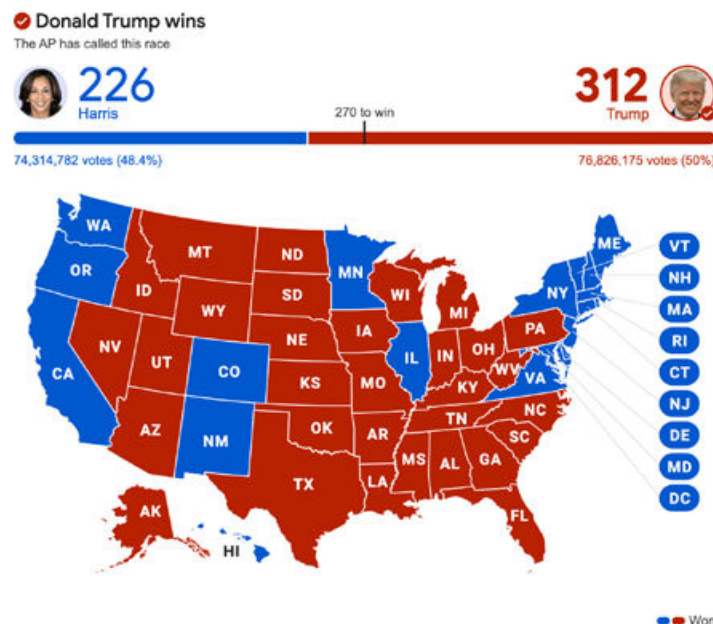 Donald Trump wins
The AP has called this race
226
Harris
312
Trump
270 to win
74,314,782 votes (48.4%)
76,826,175 votes (50%)
WA
OR
CA
NV
ID
MT
WY
UT
AZ
CO
NM
ND
SD
NE
KS
OK
TX
MN
IA
MO
AR
LA
WI
IL
MI
IN
OH
KY
TN
MS
AL
GA
FL
SC
NC
VA
WV
PA
NY
ME
VT
NH
MA
RI
CT
NJ
DE
MD
DC
AK
HI